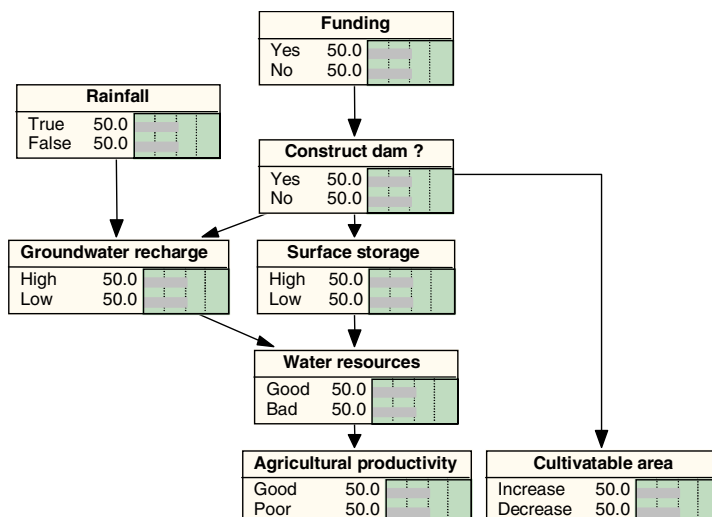 Funding
Yes 50.0
No 50.0
Rainfall
True 50.0
False 50.0
Construct dam ?
Yes 50.0
No 50.0
Groundwater recharge
High 50.0
Low 50.0
Surface storage
High 50.0
Low 50.0
Water resources
Good 50.0
Bad 50.0
Agricultural productivity
Good 50.0
Poor 50.0
Cultivatable area
Increase 50.0
Decrease 50.0